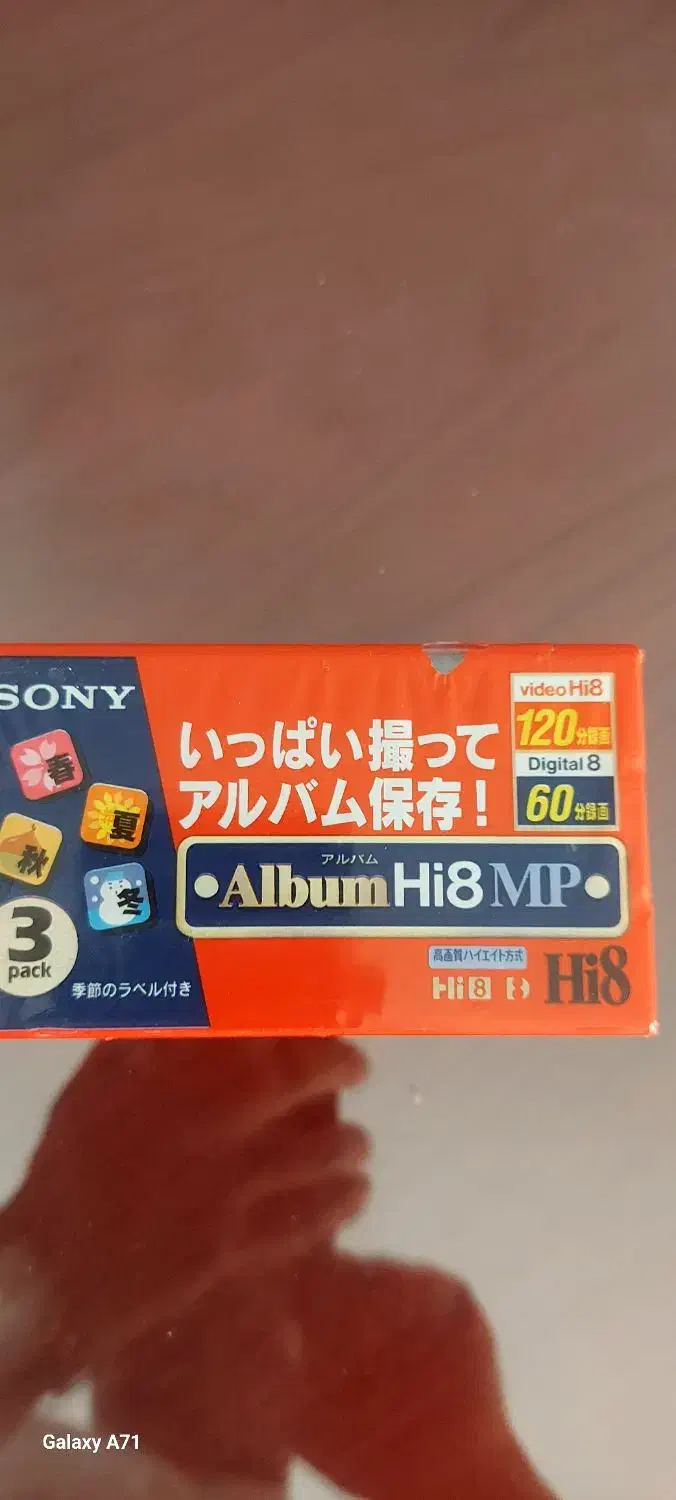 SONY
春
夏
秋
冬
3
pack
季節のラベル付き
いっぱい撮って
アルバム保存!
アルバム
Album Hi8 MP
video Hi8
120分録画
Digital 8
60分録画
高画質ハイエイト方式
Hi8 8
Hi8
Galaxy A71